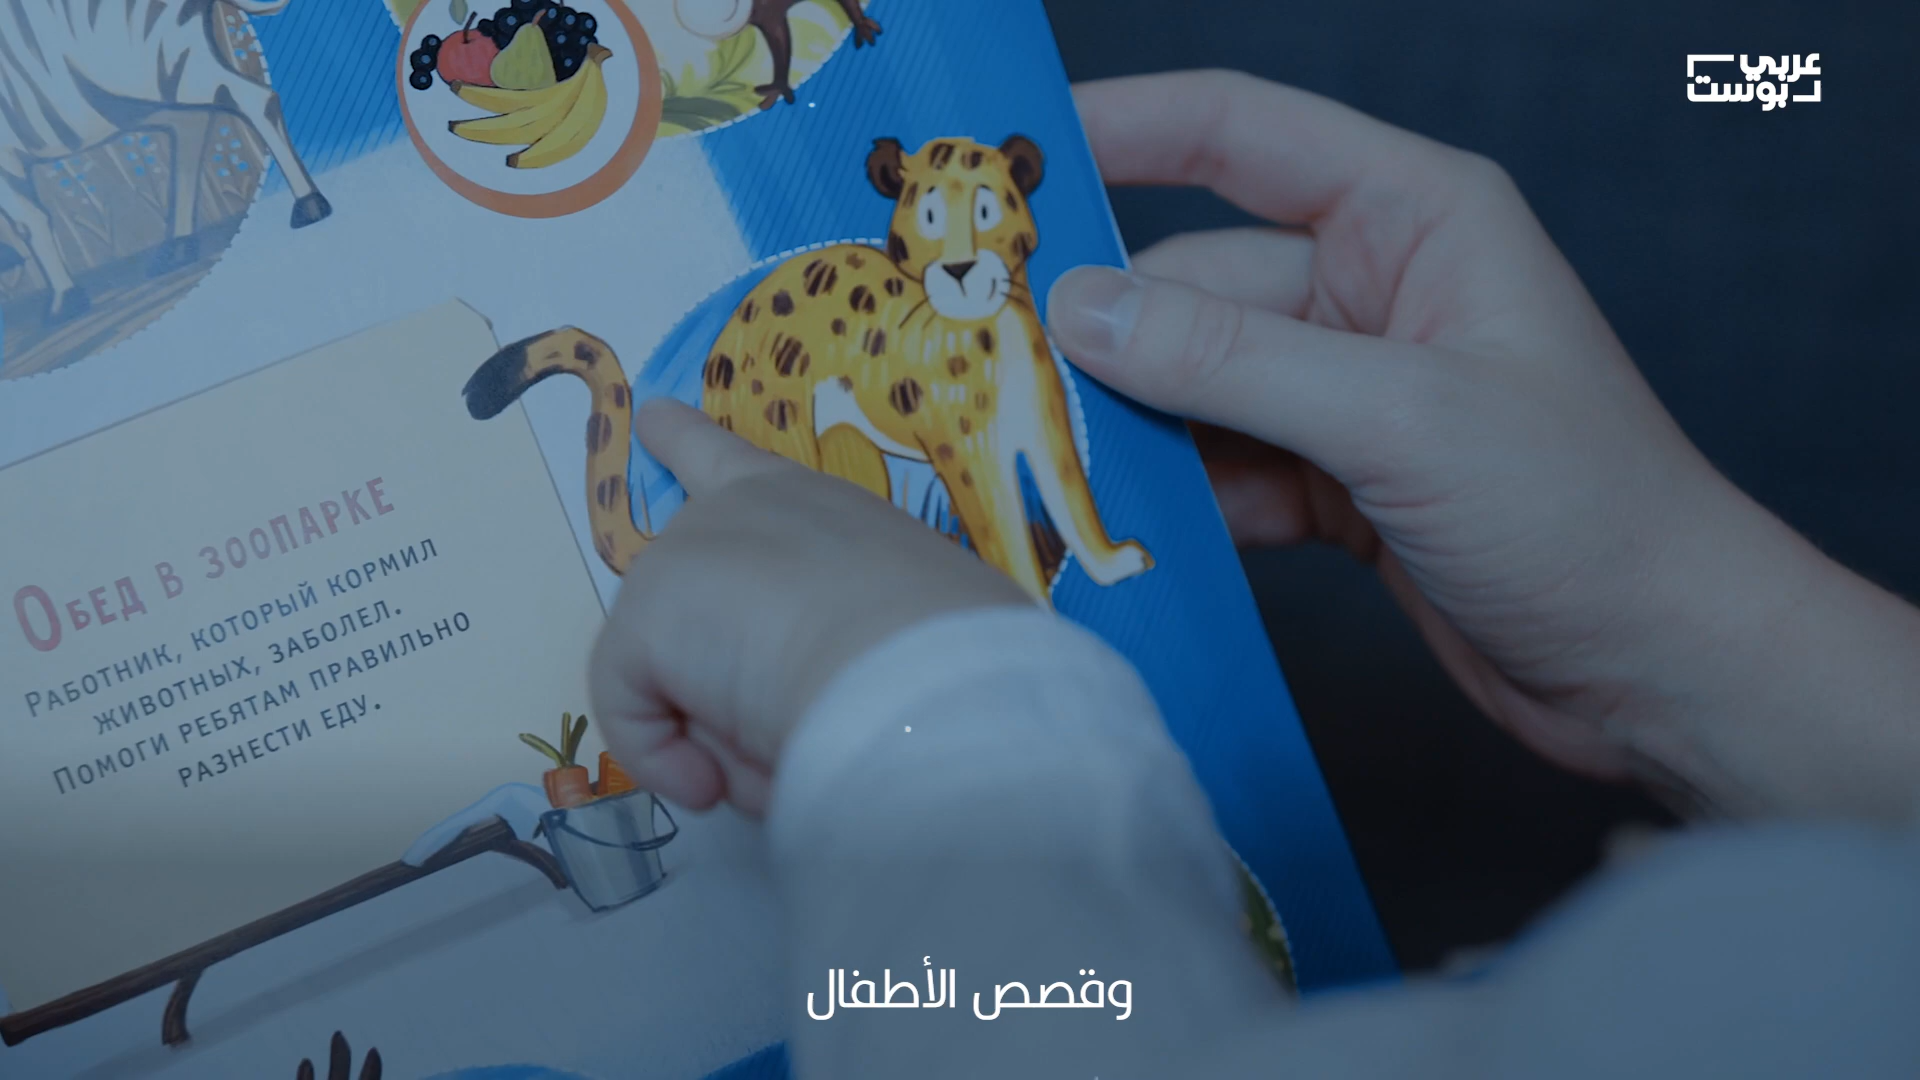 عربي
بوست
Обед в зоопарке
Работник, который кормил
животных, заболел.
Помоги ребятам правильно
разнести еду.
وقصص الأطفال